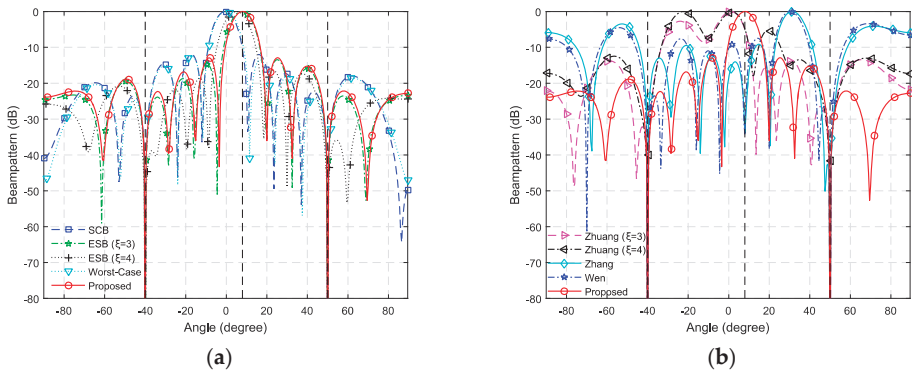 0
-10
-20
-30
-40
-50
-60
-70
-80
Beampattern (dB)
-80 -60 -40 -20 0 20 40 60 80
Angle (degree)
SCB
ESB (ξ=3)
ESB (ξ=4)
Worst-Case
Proposed
(a)
0
-10
-20
-30
-40
-50
-60
-70
-80
Beampattern (dB)
-80 -60 -40 -20 0 20 40 60 80
Angle (degree)
Zhuang (ξ=3)
Zhuang (ξ=4)
Zhang
Wen
Propposed
(b)